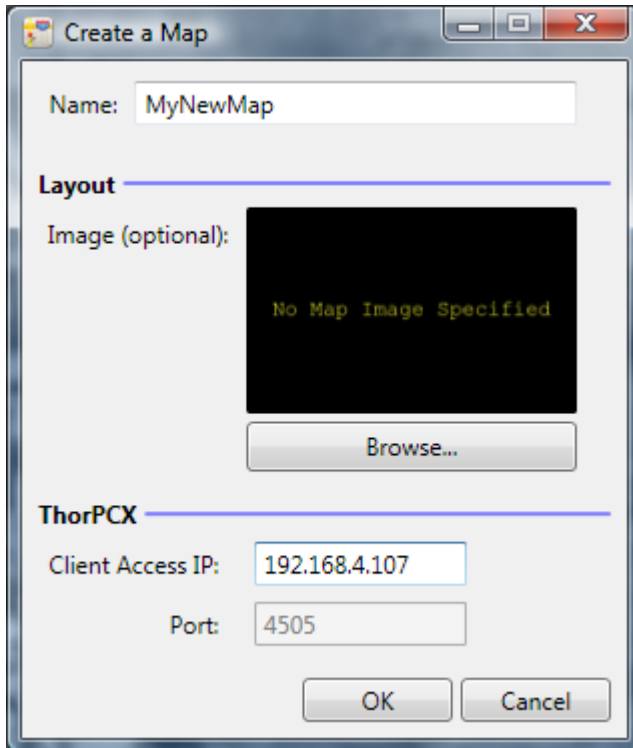 Create a Map
Name: MyNewMap
Layout
Image (optional):
No Map Image Specified
Browse...
ThorPCX
Client Access IP: 192.168.4.107
Port: 4505
OK Cancel